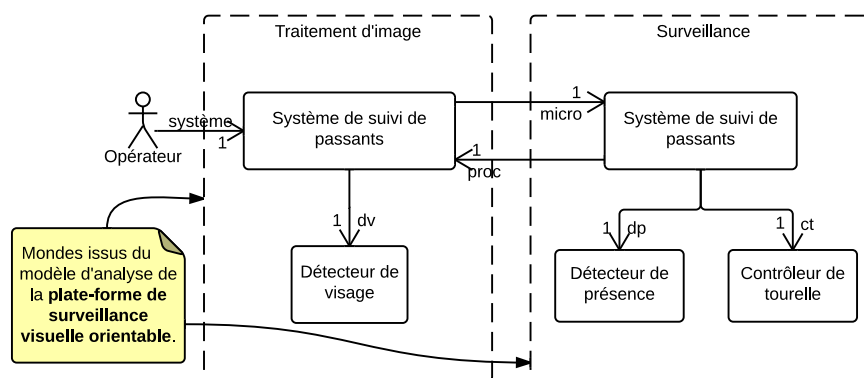 Traitement d'image
Surveillance
système
1
Opérateur
Système de suivi de
passants
1
micro
1
proc
Système de suivi de
passants
1 dv
1 dp
1 ct
Mondes issus du
modèle d'analyse de
la plate-forme de
surveillance
visuelle orientable.
Détecteur de
visage
Détecteur de
présence
Contrôleur de
tourelle